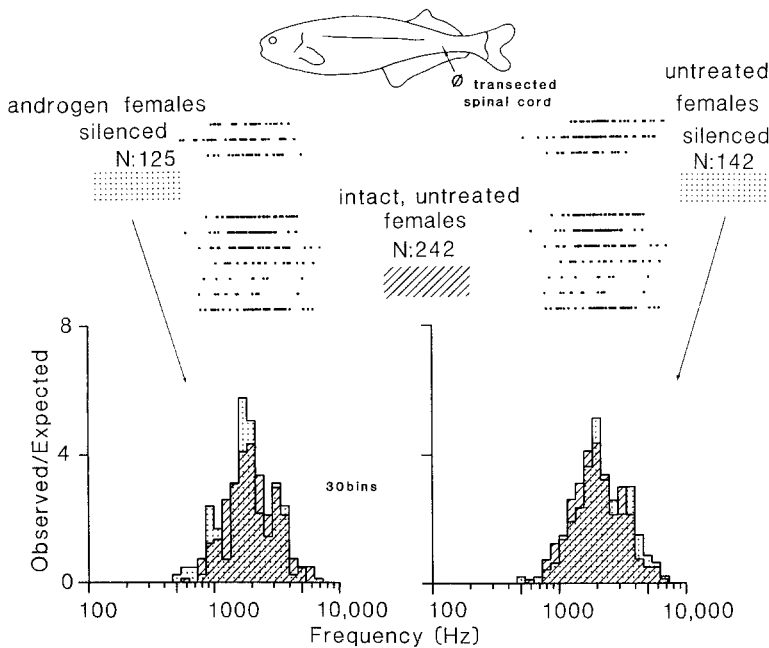 Ø transected
spinal cord
androgen females
silenced
N:125
untreated
females
silenced
N:142
intact, untreated
females
N:242
Observed/Expected
8
4
0
30bins
100
1000
10,000
100
1000
10,000
Frequency (Hz)